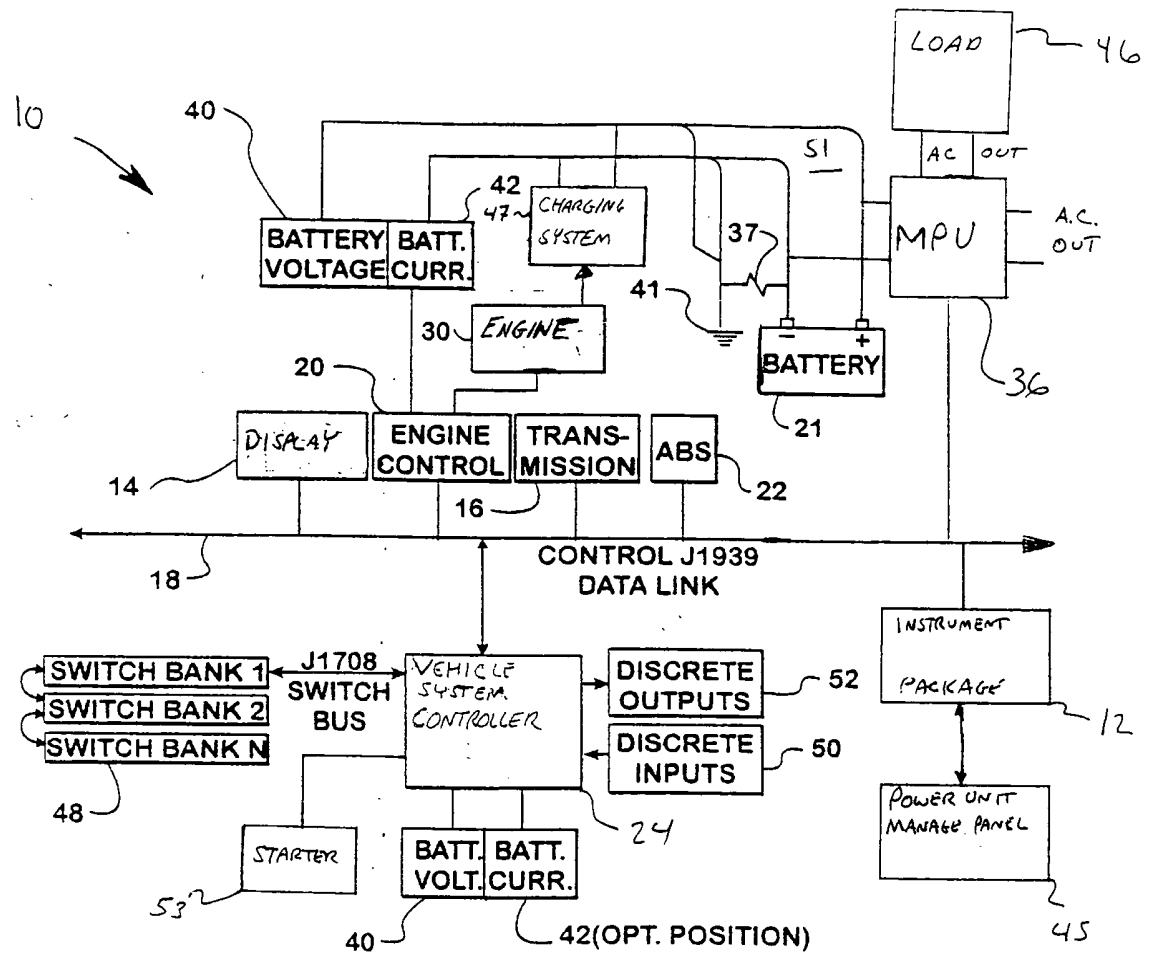 LOAD
46
10
40
AC OUT
51
42
47
CHARGING
SYSTEM
BATTERY
VOLTAGE
BATT.
CURR.
37
MPU
A.C.
OUT
41
30
ENGINE
36
- +
BATTERY
20
21
DISPLAY
ENGINE
CONTROL
TRANS-
MISSION
ABS
14
16
22
18
CONTROL J1939
DATA LINK
INSTRUMENT
PACKAGE
12
SWITCH BANK 1
SWITCH BANK 2
SWITCH BANK N
48
J1708
SWITCH
BUS
VEHICLE
SYSTEM
CONTROLLER
DISCRETE
OUTPUTS
52
DISCRETE
INPUTS
50
24
POWER UNIT
MANAGE. PANEL
45
STARTER
53
BATT.
VOLT.
BATT.
CURR.
40
42(OPT. POSITION)